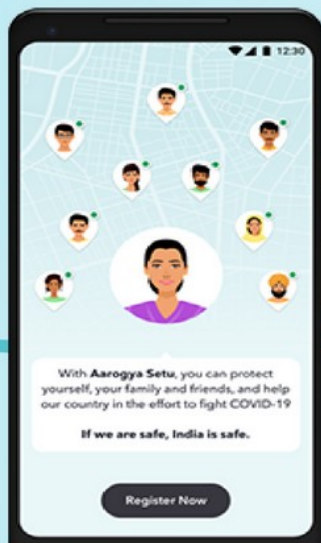 12:30
With Aarogya Setu, you can protect
yourself, your family and friends, and help
our country in the effort to fight COVID-19
If we are safe, India is safe.
Register Now